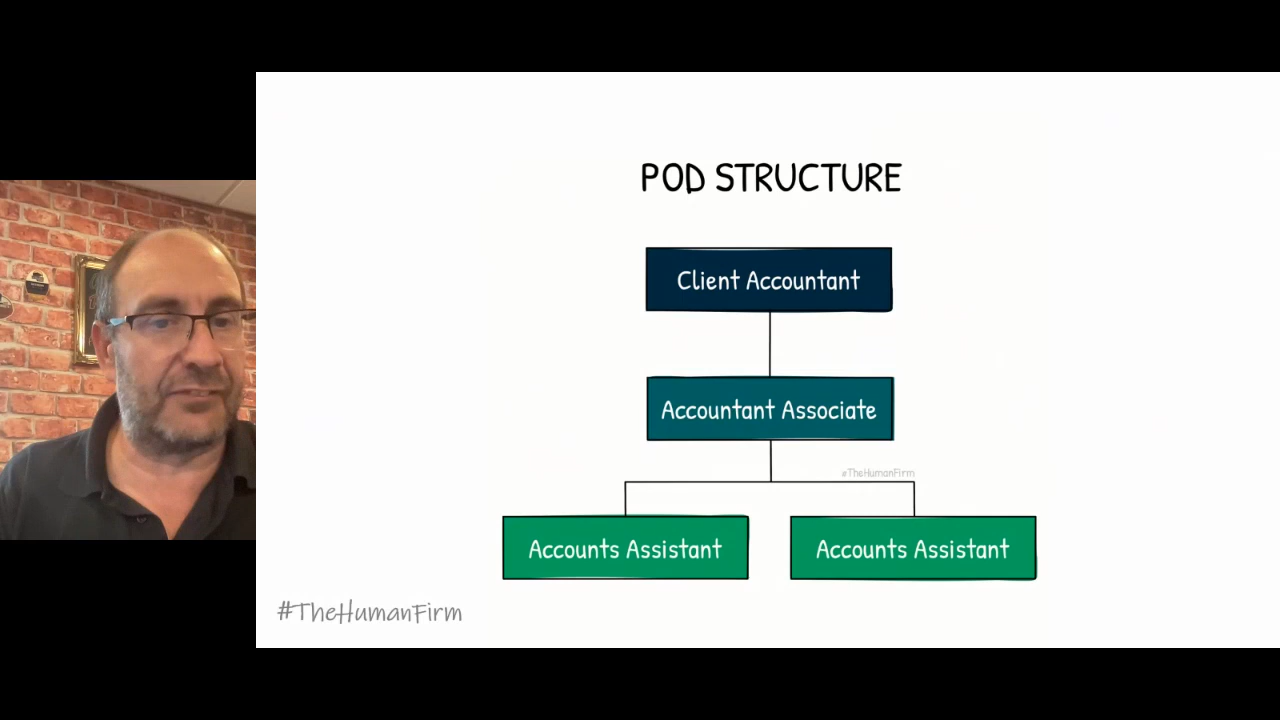 POD STRUCTURE
Client Accountant
Accountant Associate
#TheHumanFirm
Accounts Assistant
Accounts Assistant
#TheHumanFirm